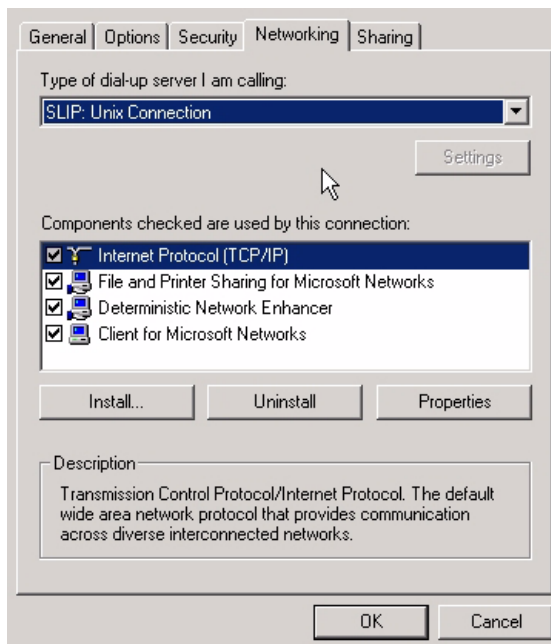 General Options Security Networking Sharing
Type of dial-up server I am calling:
SLIP: Unix Connection
Settings
Components checked are used by this connection:
Internet Protocol (TCP/IP)
File and Printer Sharing for Microsoft Networks
Deterministic Network Enhancer
Client for Microsoft Networks
Install... Uninstall Properties
Description
Transmission Control Protocol/Internet Protocol. The default
wide area network protocol that provides communication
across diverse interconnected networks.
OK Cancel